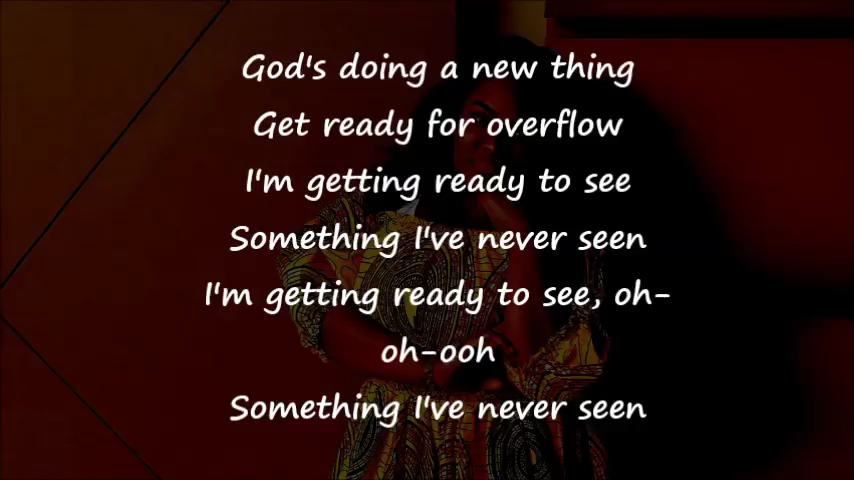 God's doing a new thing
Get ready for overflow
I'm getting ready to see
Something I've never seen
I'm getting ready to see, oh-
oh-ooh
Something I've never seen